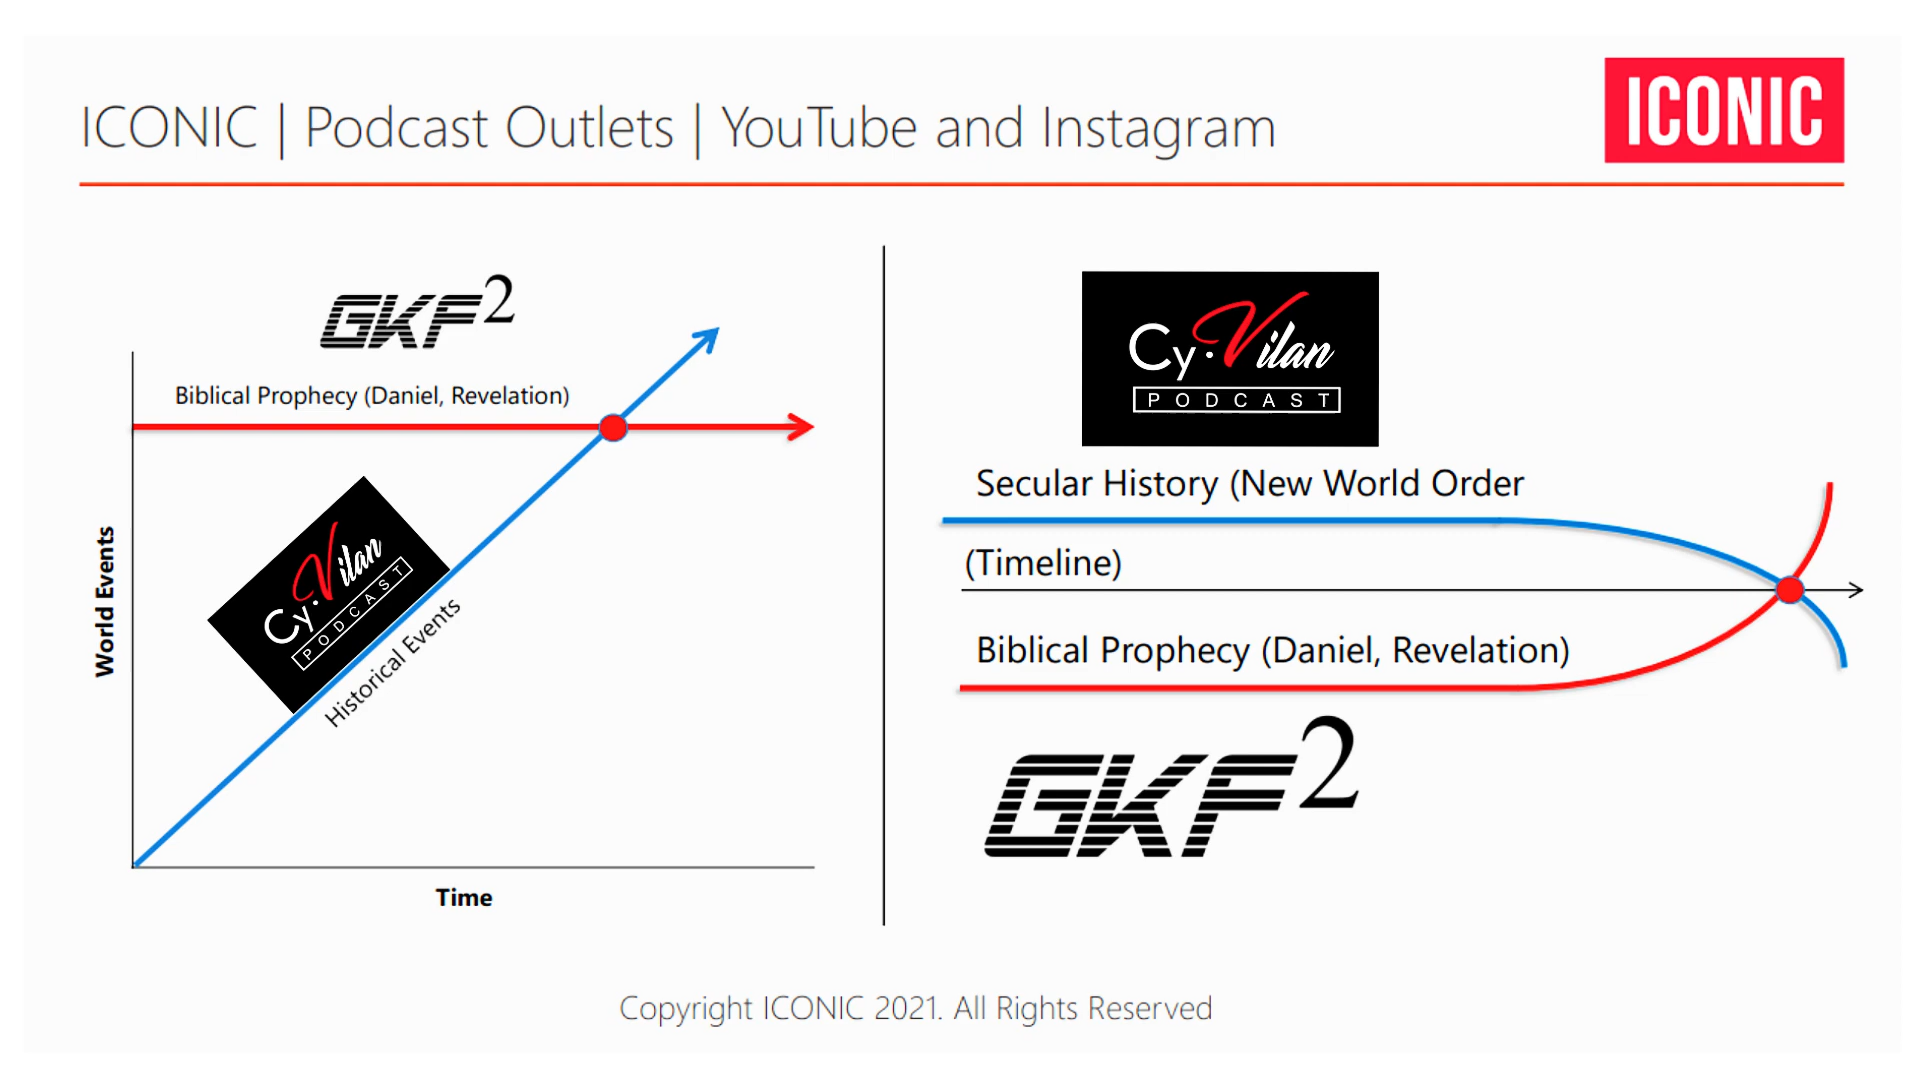 ICONIC | Podcast Outlets | YouTube and Instagram
ICONIC
GKF2
Biblical Prophecy (Daniel, Revelation)
Cy·Vilan
PODCAST
Historical Events
World Events
Time
Cy·Vilan
PODCAST
Secular History (New World Order
(Timeline)
Biblical Prophecy (Daniel, Revelation)
GKF2
Copyright ICONIC 2021. All Rights Reserved